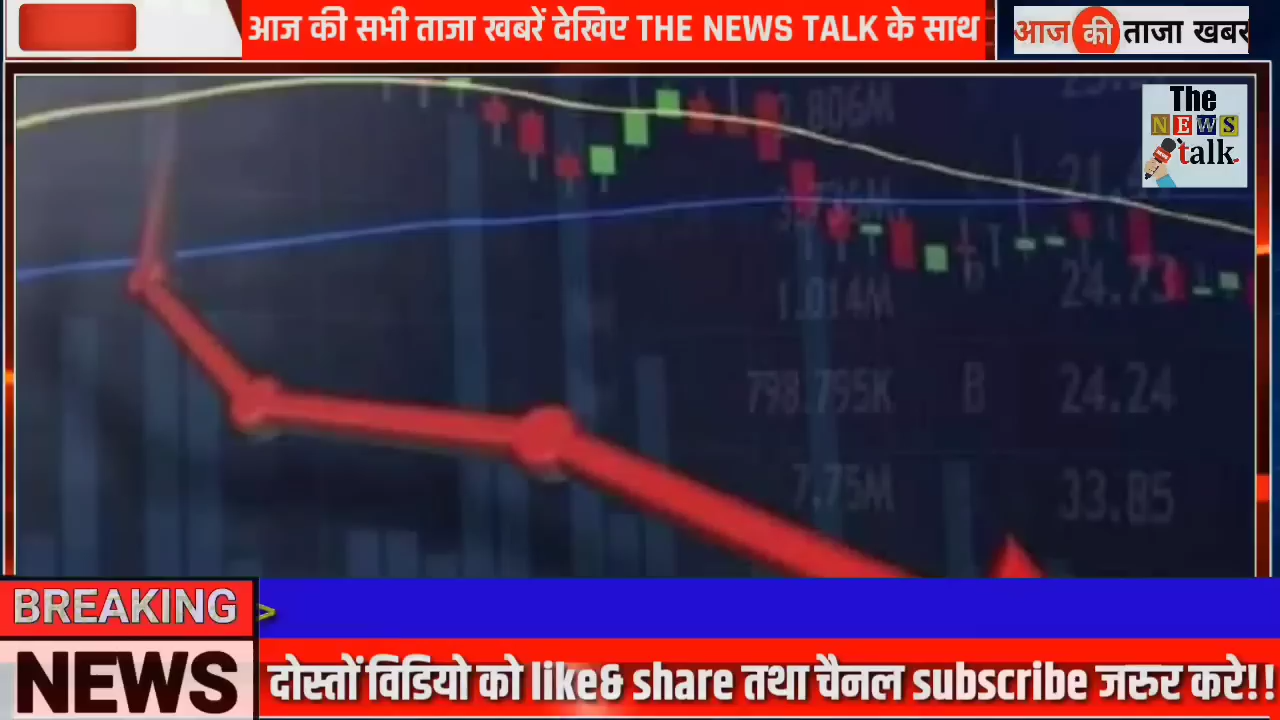 आज की सभी ताजा खबरें देखिए THE NEWS TALK के साथ
आज की ताजा खबर
The
NEWS
talk.
1.014M
24.73
798.795K B 24.24
7.75M 33.85
BREAKING >
NEWS
दोस्तों विडियो को like& share तथा चैनल subscribe जरुर करे!!